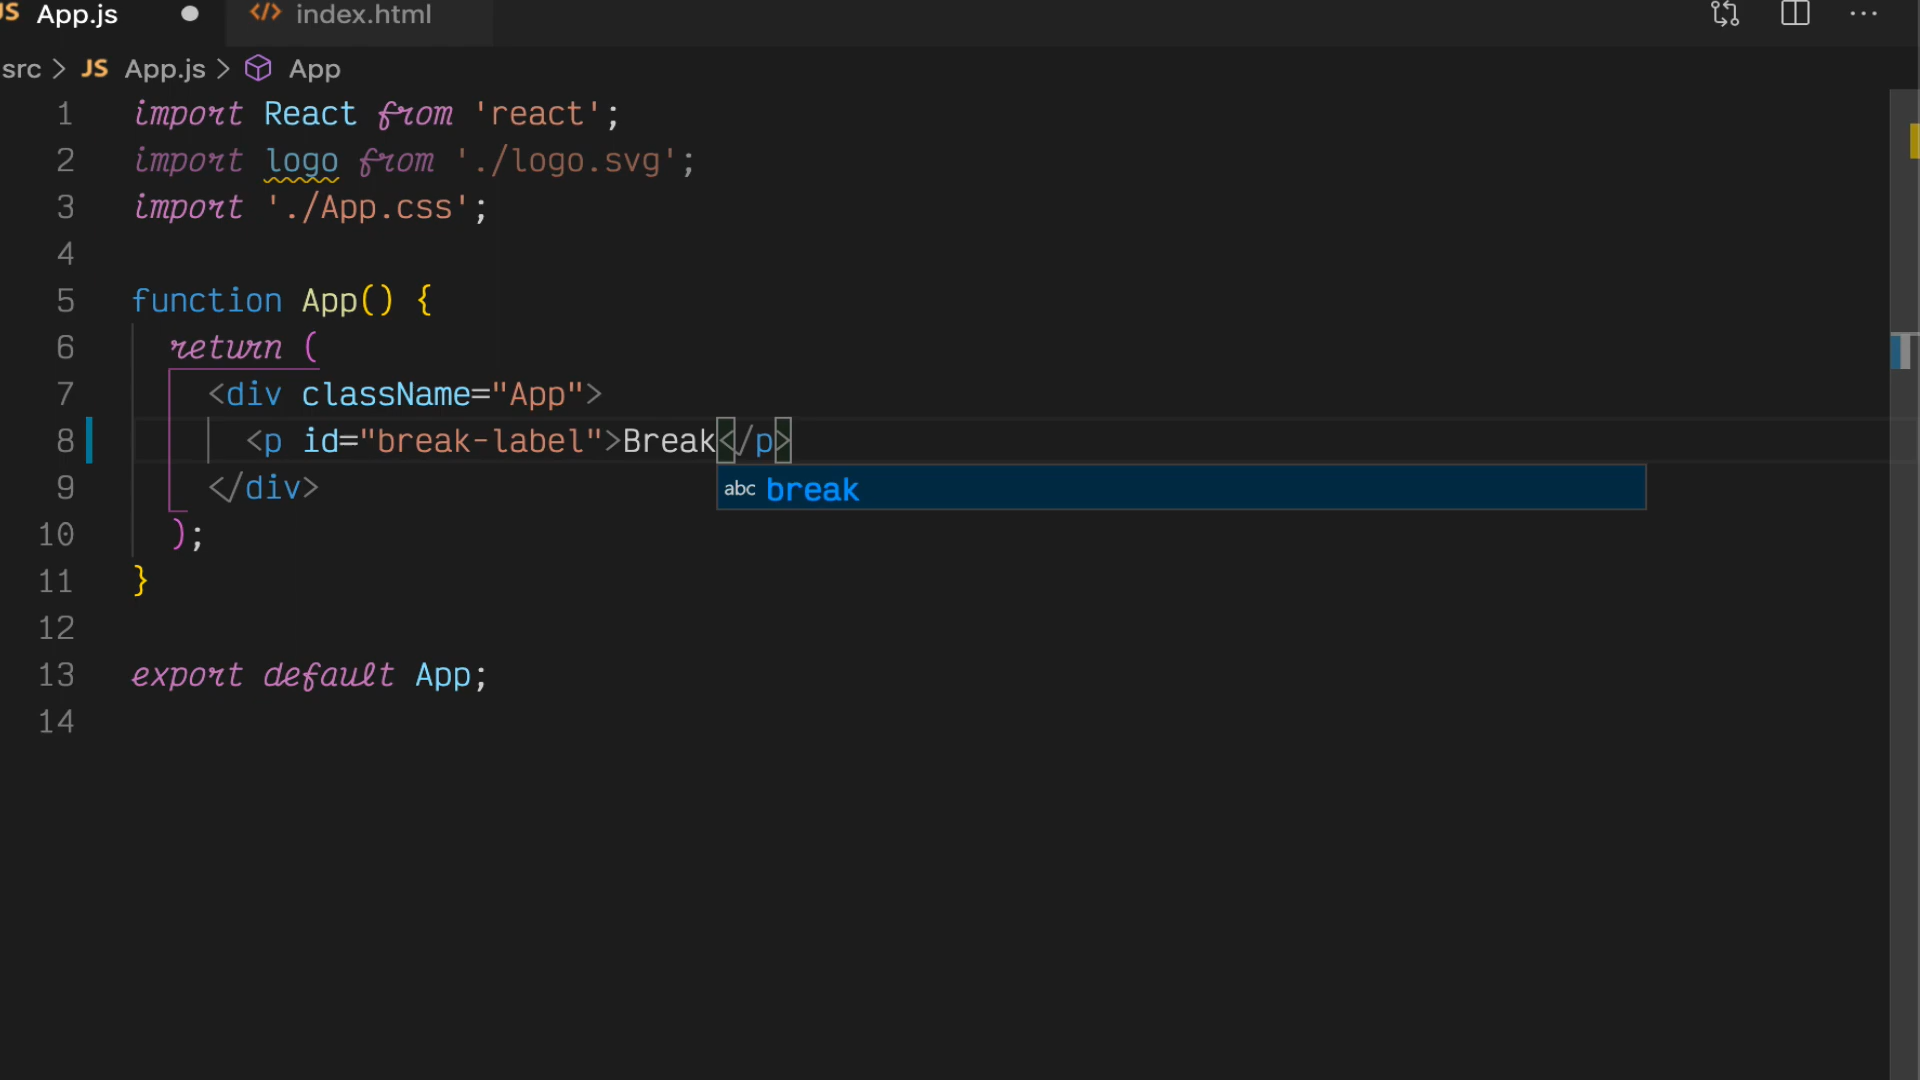 JS App.js ● </> index.html ···
src > JS App.js > App
1 import React from 'react';
2 import logo from './logo.svg';
3 import './App.css';
4
5 function App() {
6 return (
7 <div className="App">
8 <p id="break-label">Break</p>
abc break
9 </div>
10 );
11 }
12
13 export default App;
14